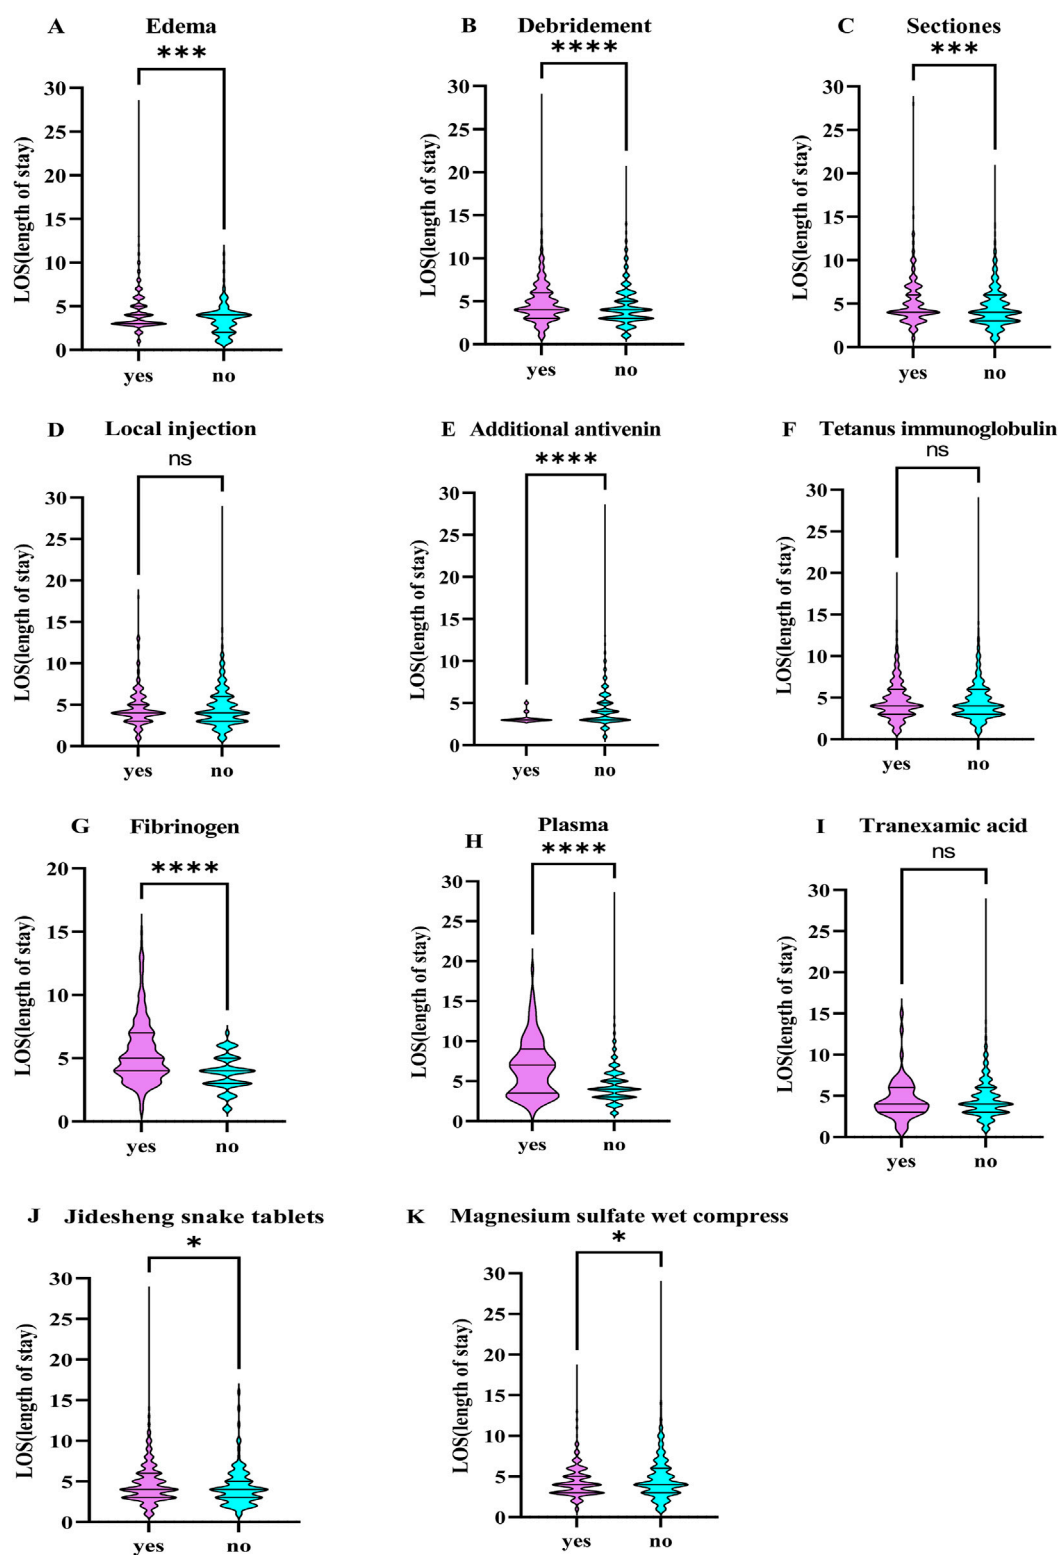 A Edema
***
LOS(length of stay)
30
25
20
15
10
5
0
yes no
B Debridement
****
LOS(length of stay)
30
25
20
15
10
5
0
yes no
C Sectiones
***
LOS(length of stay)
30
25
20
15
10
5
0
yes no
D Local injection
ns
LOS(length of stay)
30
25
20
15
10
5
0
yes no
E Additional antivenin
****
LOS(length of stay)
30
25
20
15
10
5
0
yes no
F Tetanus immunoglobulin
ns
LOS(length of stay)
30
25
20
15
10
5
0
yes no
G Fibrinogen
****
LOS(length of stay)
20
15
10
5
0
yes no
H Plasma
****
LOS(length of stay)
30
25
20
15
10
5
0
yes no
I Tranexamic acid
ns
LOS(length of stay)
30
25
20
15
10
5
0
yes no
J Jidesheng snake tablets
*
LOS(length of stay)
30
25
20
15
10
5
0
yes no
K Magnesium sulfate wet compress
*
LOS(length of stay)
30
25
20
15
10
5
0
yes no